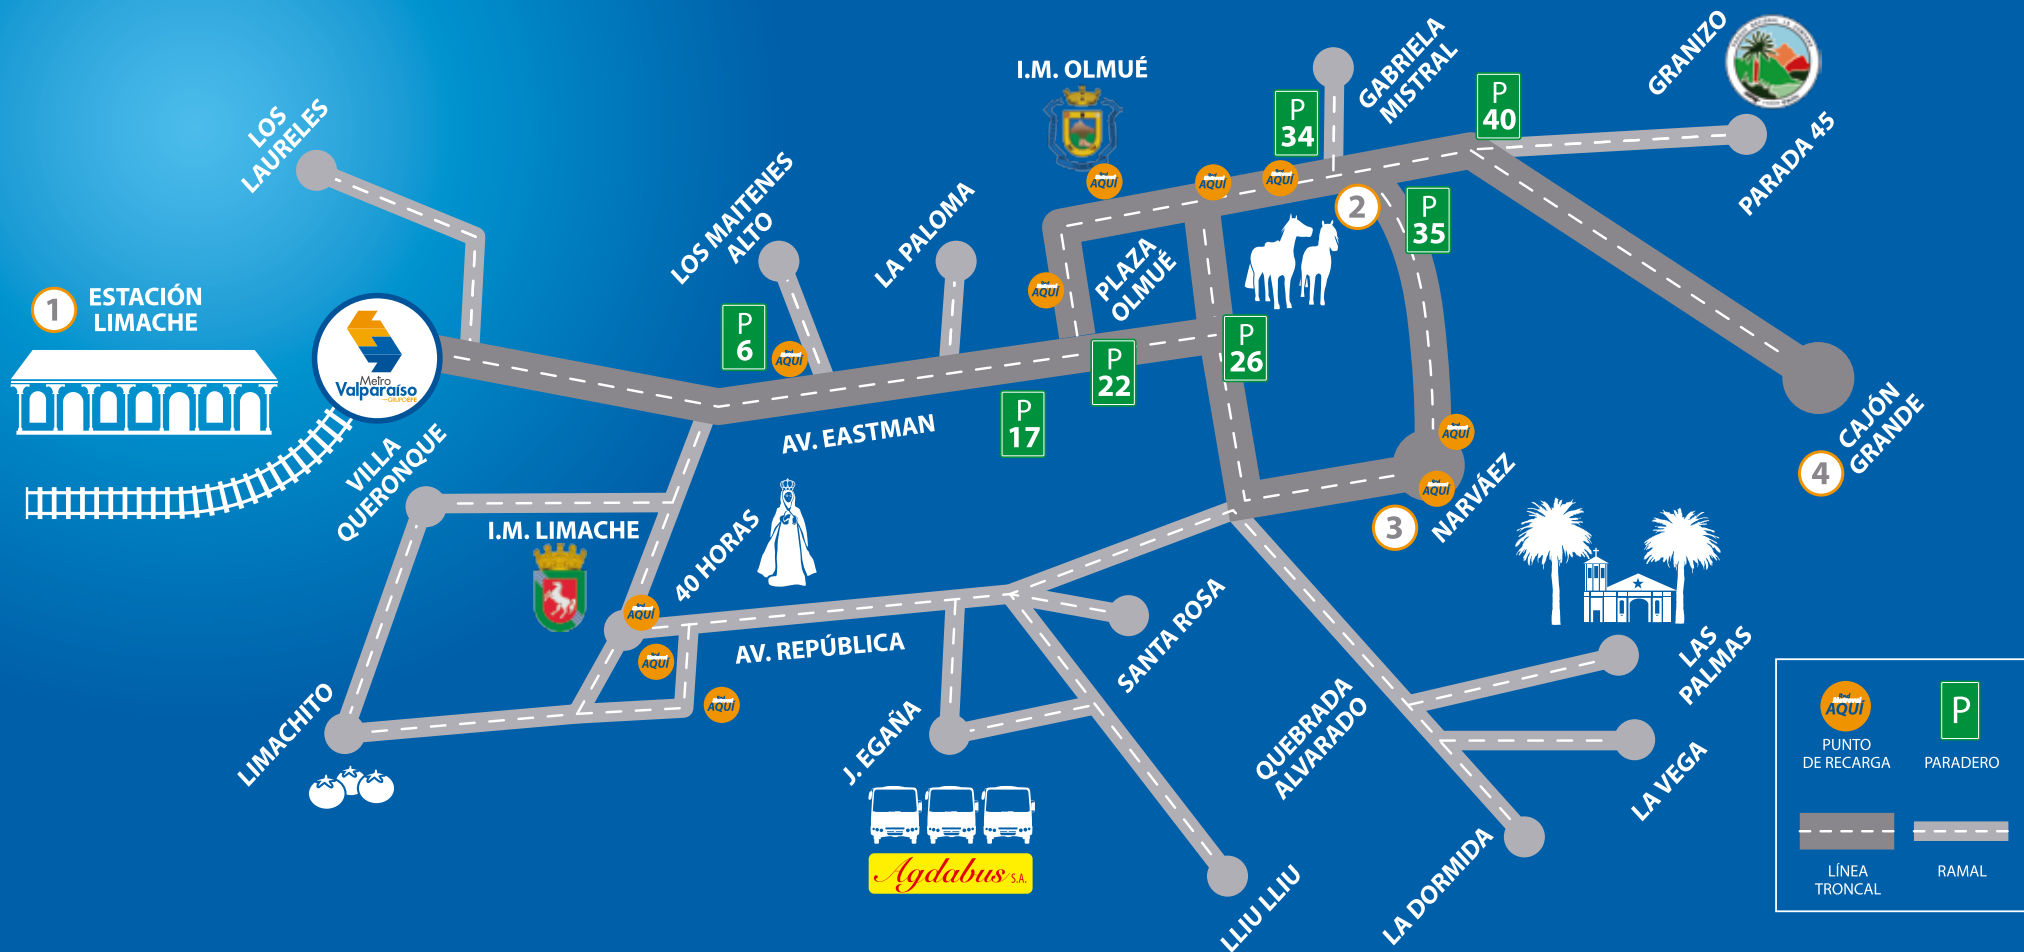 I.M. OLMUÉ
GABRIELA
MISTRAL
GRANIZO
P
40
P
34
PARADA 45
LOS
LAURELES
LOS MAITENES
ALTO
LA PALOMA
AQUÍ
AQUÍ
AQUÍ
2
P
35
PLAZA
OLMUÉ
AQUÍ
1
ESTACIÓN
LIMACHE
Metro
Valparaíso
P
6
AQUÍ
P
22
P
26
P
17
AV. EASTMAN
VILLA
QUERONQUE
CAJÓN
GRANDE
4
AQUÍ
AQUÍ
NARVÁEZ
3
I.M. LIMACHE
40 HORAS
AQUÍ
AQUÍ
AQUÍ
AV. REPÚBLICA
SANTA ROSA
LAS
PALMAS
LIMACHITO
J. EGAÑA
QUEBRADA
ALVARADO
LA VEGA
Agdabus S.A.
LLIU LLIU
LA DORMIDA
Red
AQUÍ
PUNTO
DE RECARGA
P
PARADERO
LÍNEA
TRONCAL
RAMAL